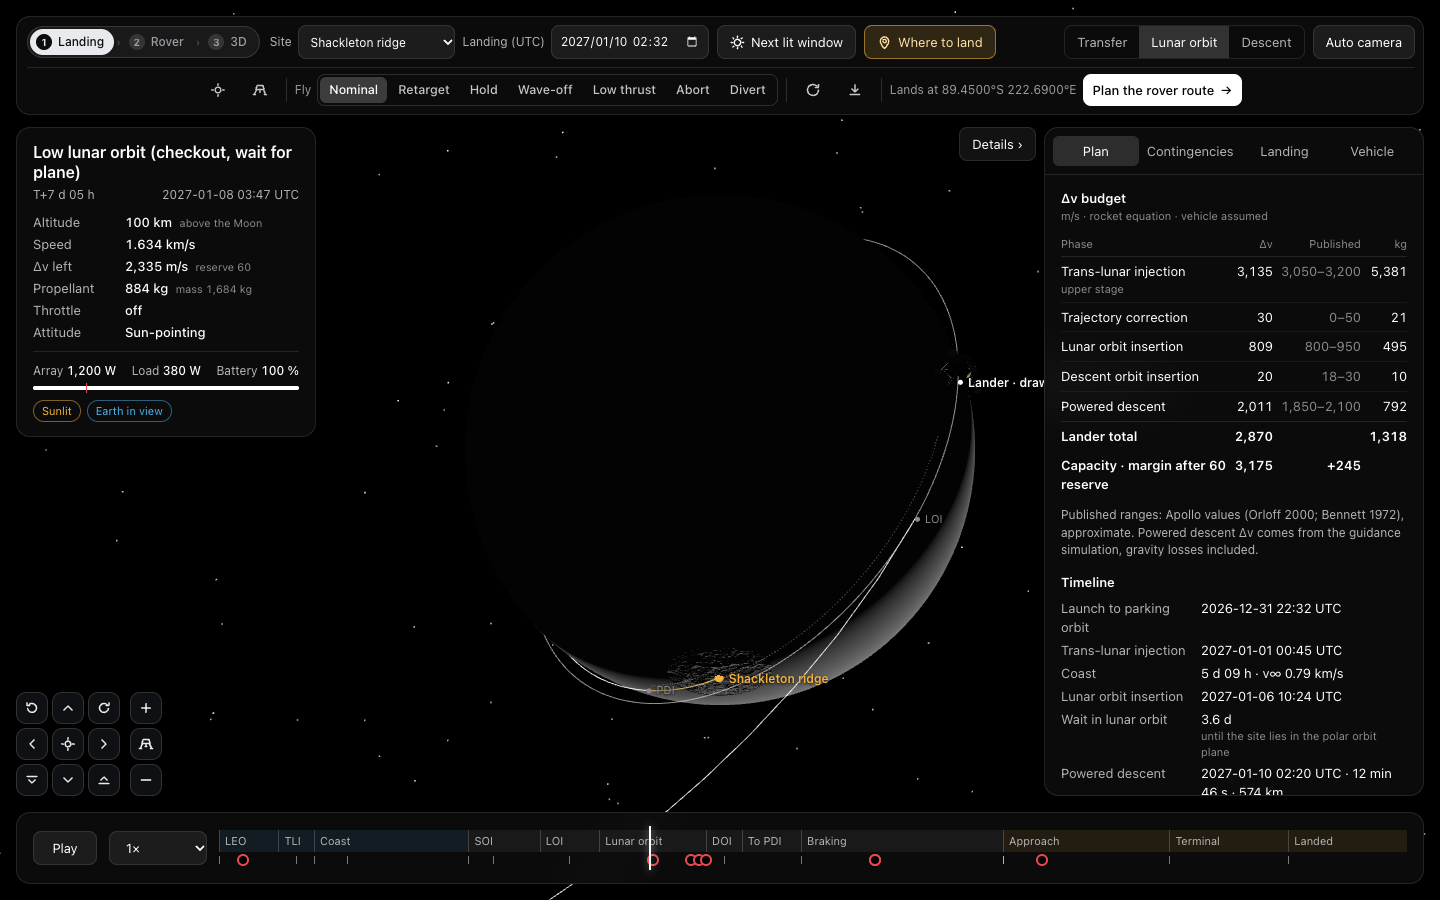 1 Landing › 2 Rover › 3 3D Site Shackleton ridge Landing (UTC) 2027/01/10 02:32 Next lit window Where to land Transfer Lunar orbit Descent Auto camera
Fly Nominal Retarget Hold Wave-off Low thrust Abort Divert Lands at 89.4500°S 222.6900°E Plan the rover route →
Low lunar orbit (checkout, wait for
plane)
T+7 d 05 h 2027-01-08 03:47 UTC
Altitude 100 km above the Moon
Speed 1.634 km/s
Δv left 2,335 m/s reserve 60
Propellant 884 kg mass 1,684 kg
Throttle off
Attitude Sun-pointing
Array 1,200 W Load 380 W Battery 100 %
Sunlit Earth in view
Details ›
Lander · draw
LOI
PDI
Shackleton ridge
Plan Contingencies Landing Vehicle
Δv budget
m/s · rocket equation · vehicle assumed
Phase Δv Published kg
Trans-lunar injection 3,135 3,050–3,200 5,381
upper stage
Trajectory correction 30 0–50 21
Lunar orbit insertion 809 800–950 495
Descent orbit insertion 20 18–30 10
Powered descent 2,011 1,850–2,100 792
Lander total 2,870 1,318
Capacity · margin after 60 3,175 +245
reserve
Published ranges: Apollo values (Orloff 2000; Bennett 1972),
approximate. Powered descent Δv comes from the guidance
simulation, gravity losses included.
Timeline
Launch to parking 2026-12-31 22:32 UTC
orbit
Trans-lunar injection 2027-01-01 00:45 UTC
Coast 5 d 09 h · v∞ 0.79 km/s
Lunar orbit insertion 2027-01-06 10:24 UTC
Wait in lunar orbit 3.6 d
until the site lies in the polar orbit
plane
Powered descent 2027-01-10 02:20 UTC · 12 min
46 s · 574 km
Play 1× LEO TLI Coast SOI LOI Lunar orbit DOI To PDI Braking Approach Terminal Landed